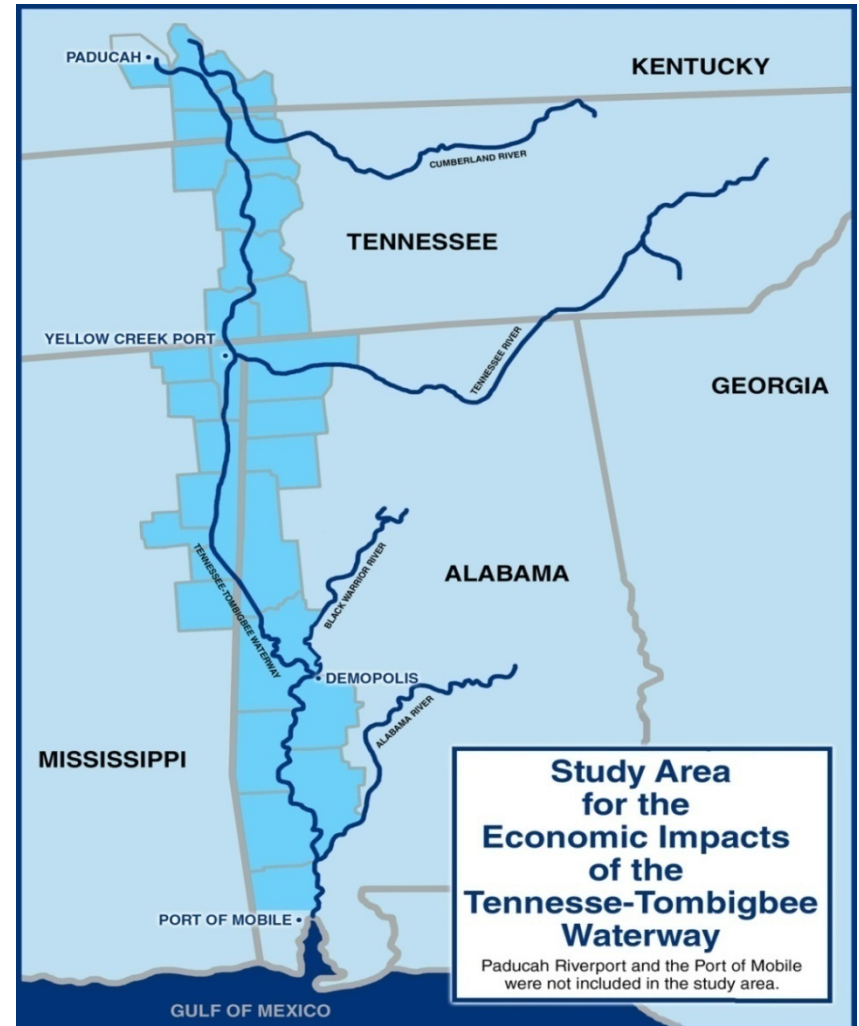 PADUCAH
KENTUCKY
CUMBERLAND RIVER
TENNESSEE
YELLOW CREEK PORT
TENNESSEE RIVER
GEORGIA
TENNESSEE-TOMBIGBEE WATERWAY
BLACK WARRIOR RIVER
ALABAMA
DEMOPOLIS
ALABAMA RIVER
MISSISSIPPI
Study Area
for the
Economic Impacts
of the
Tennesse-Tombigbee
Waterway
Paducah Riverport and the Port of Mobile
were not included in the study area.
PORT OF MOBILE
GULF OF MEXICO